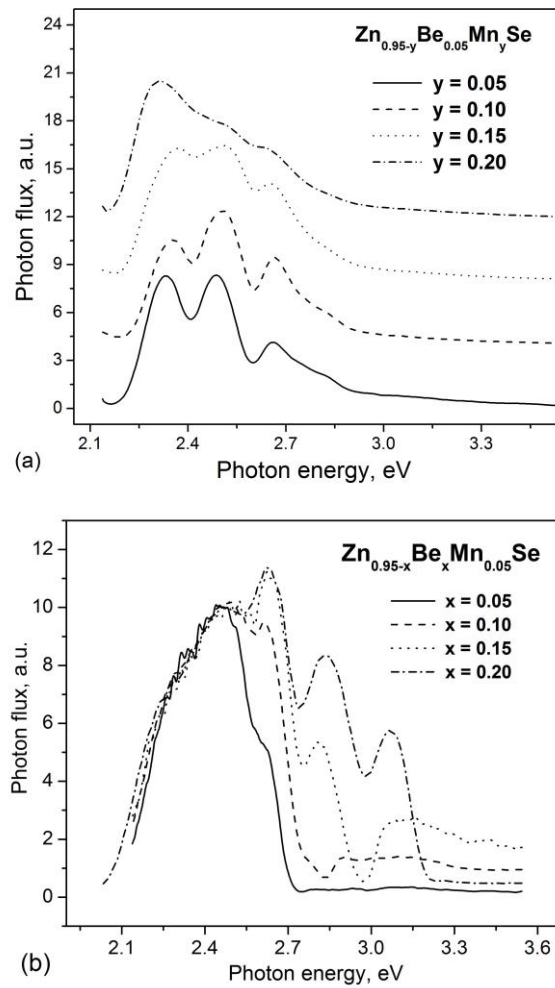 Zn0.95-yBe0.05MnySe
y = 0.05
y = 0.10
y = 0.15
y = 0.20
24
21
18
15
12
9
6
3
0
Photon flux, a.u.
2.1 2.4 2.7 3.0 3.3
Photon energy, eV
(a)
Zn0.95-xBexMn0.05Se
x = 0.05
x = 0.10
x = 0.15
x = 0.20
12
10
8
6
4
2
0
Photon flux, a.u.
2.1 2.4 2.7 3.0 3.3 3.6
Photon energy, eV
(b)